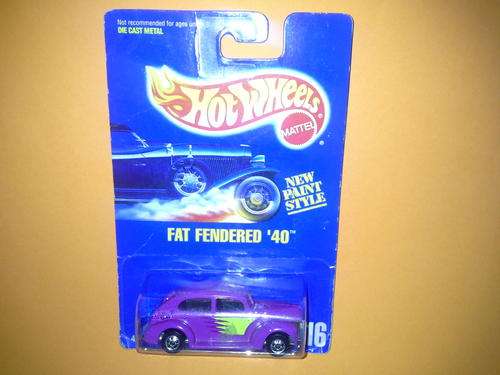 Not recommended for ages un
DIE CAST METAL
HOT WHEELS
MATTEL
NEW
PAINT
STYLE
FAT FENDERED '40™
16